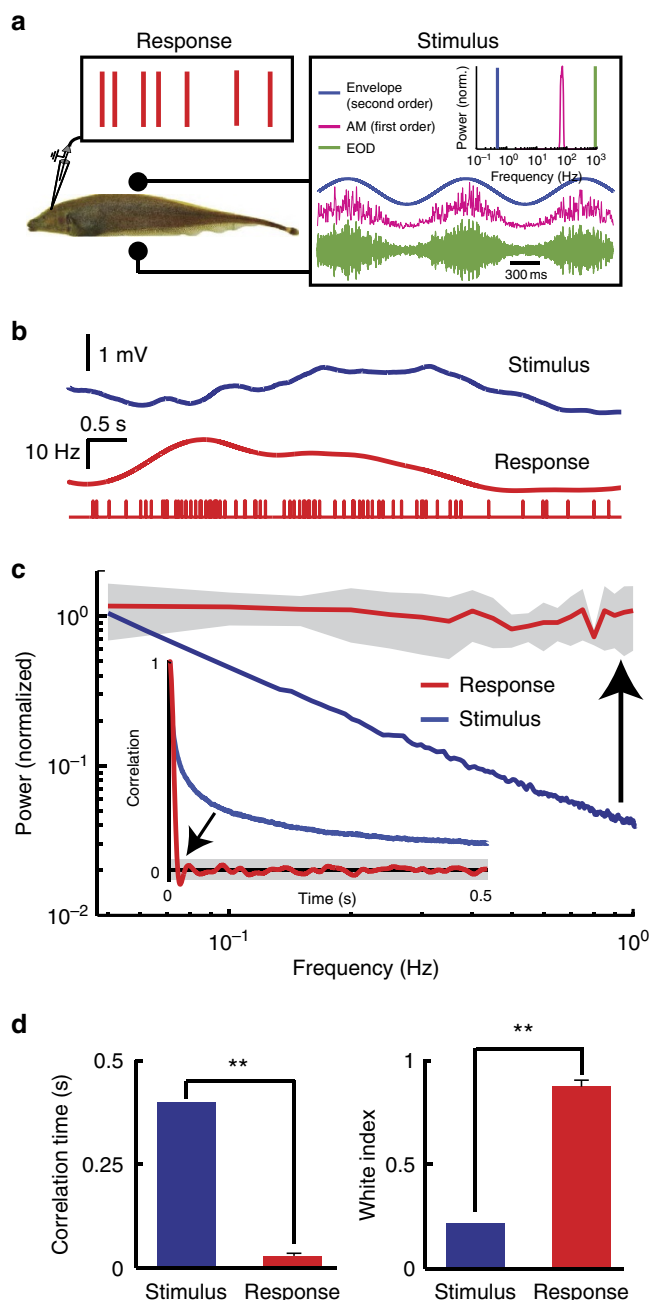 a
Response
Stimulus
Envelope
(second order)
AM (first order)
EOD
Power (norm.)
10⁻¹ 10⁰ 10¹ 10² 10³
Frequency (Hz)
300 ms
b
1 mV
Stimulus
0.5 s
10 Hz
Response
c
Power (normalized)
10⁰
10⁻¹
10⁻²
Response
Stimulus
1
Correlation
0
0
Time (s)
0.5
10⁻¹
10⁰
Frequency (Hz)
d
Correlation time (s)
0.5
0.25
0
**
Stimulus
Response
White index
1
0.5
0
**
Stimulus
Response